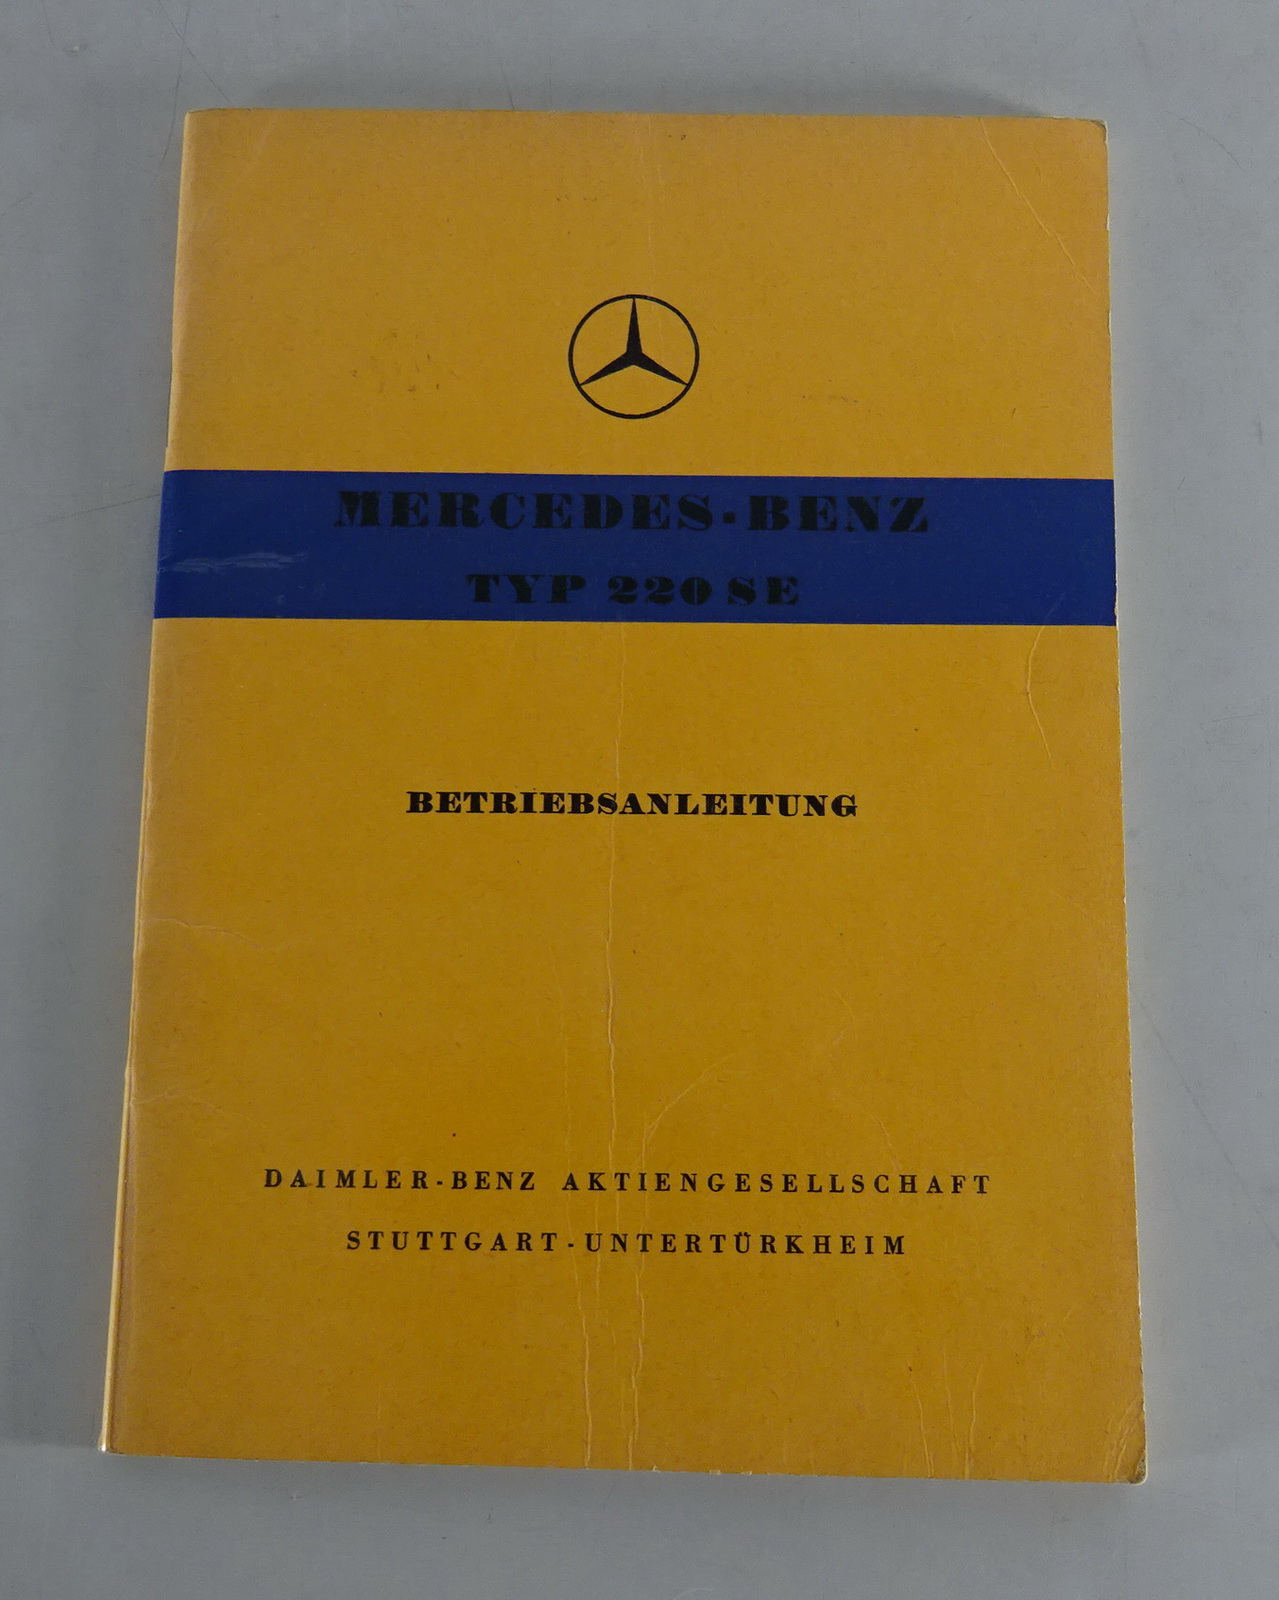 MERCEDES-BENZ
TYP 220 SE
BETRIEBSANLEITUNG
DAIMLER-BENZ AKTIENGESELLSCHAFT
STUTTGART-UNTERTÜRKHEIM